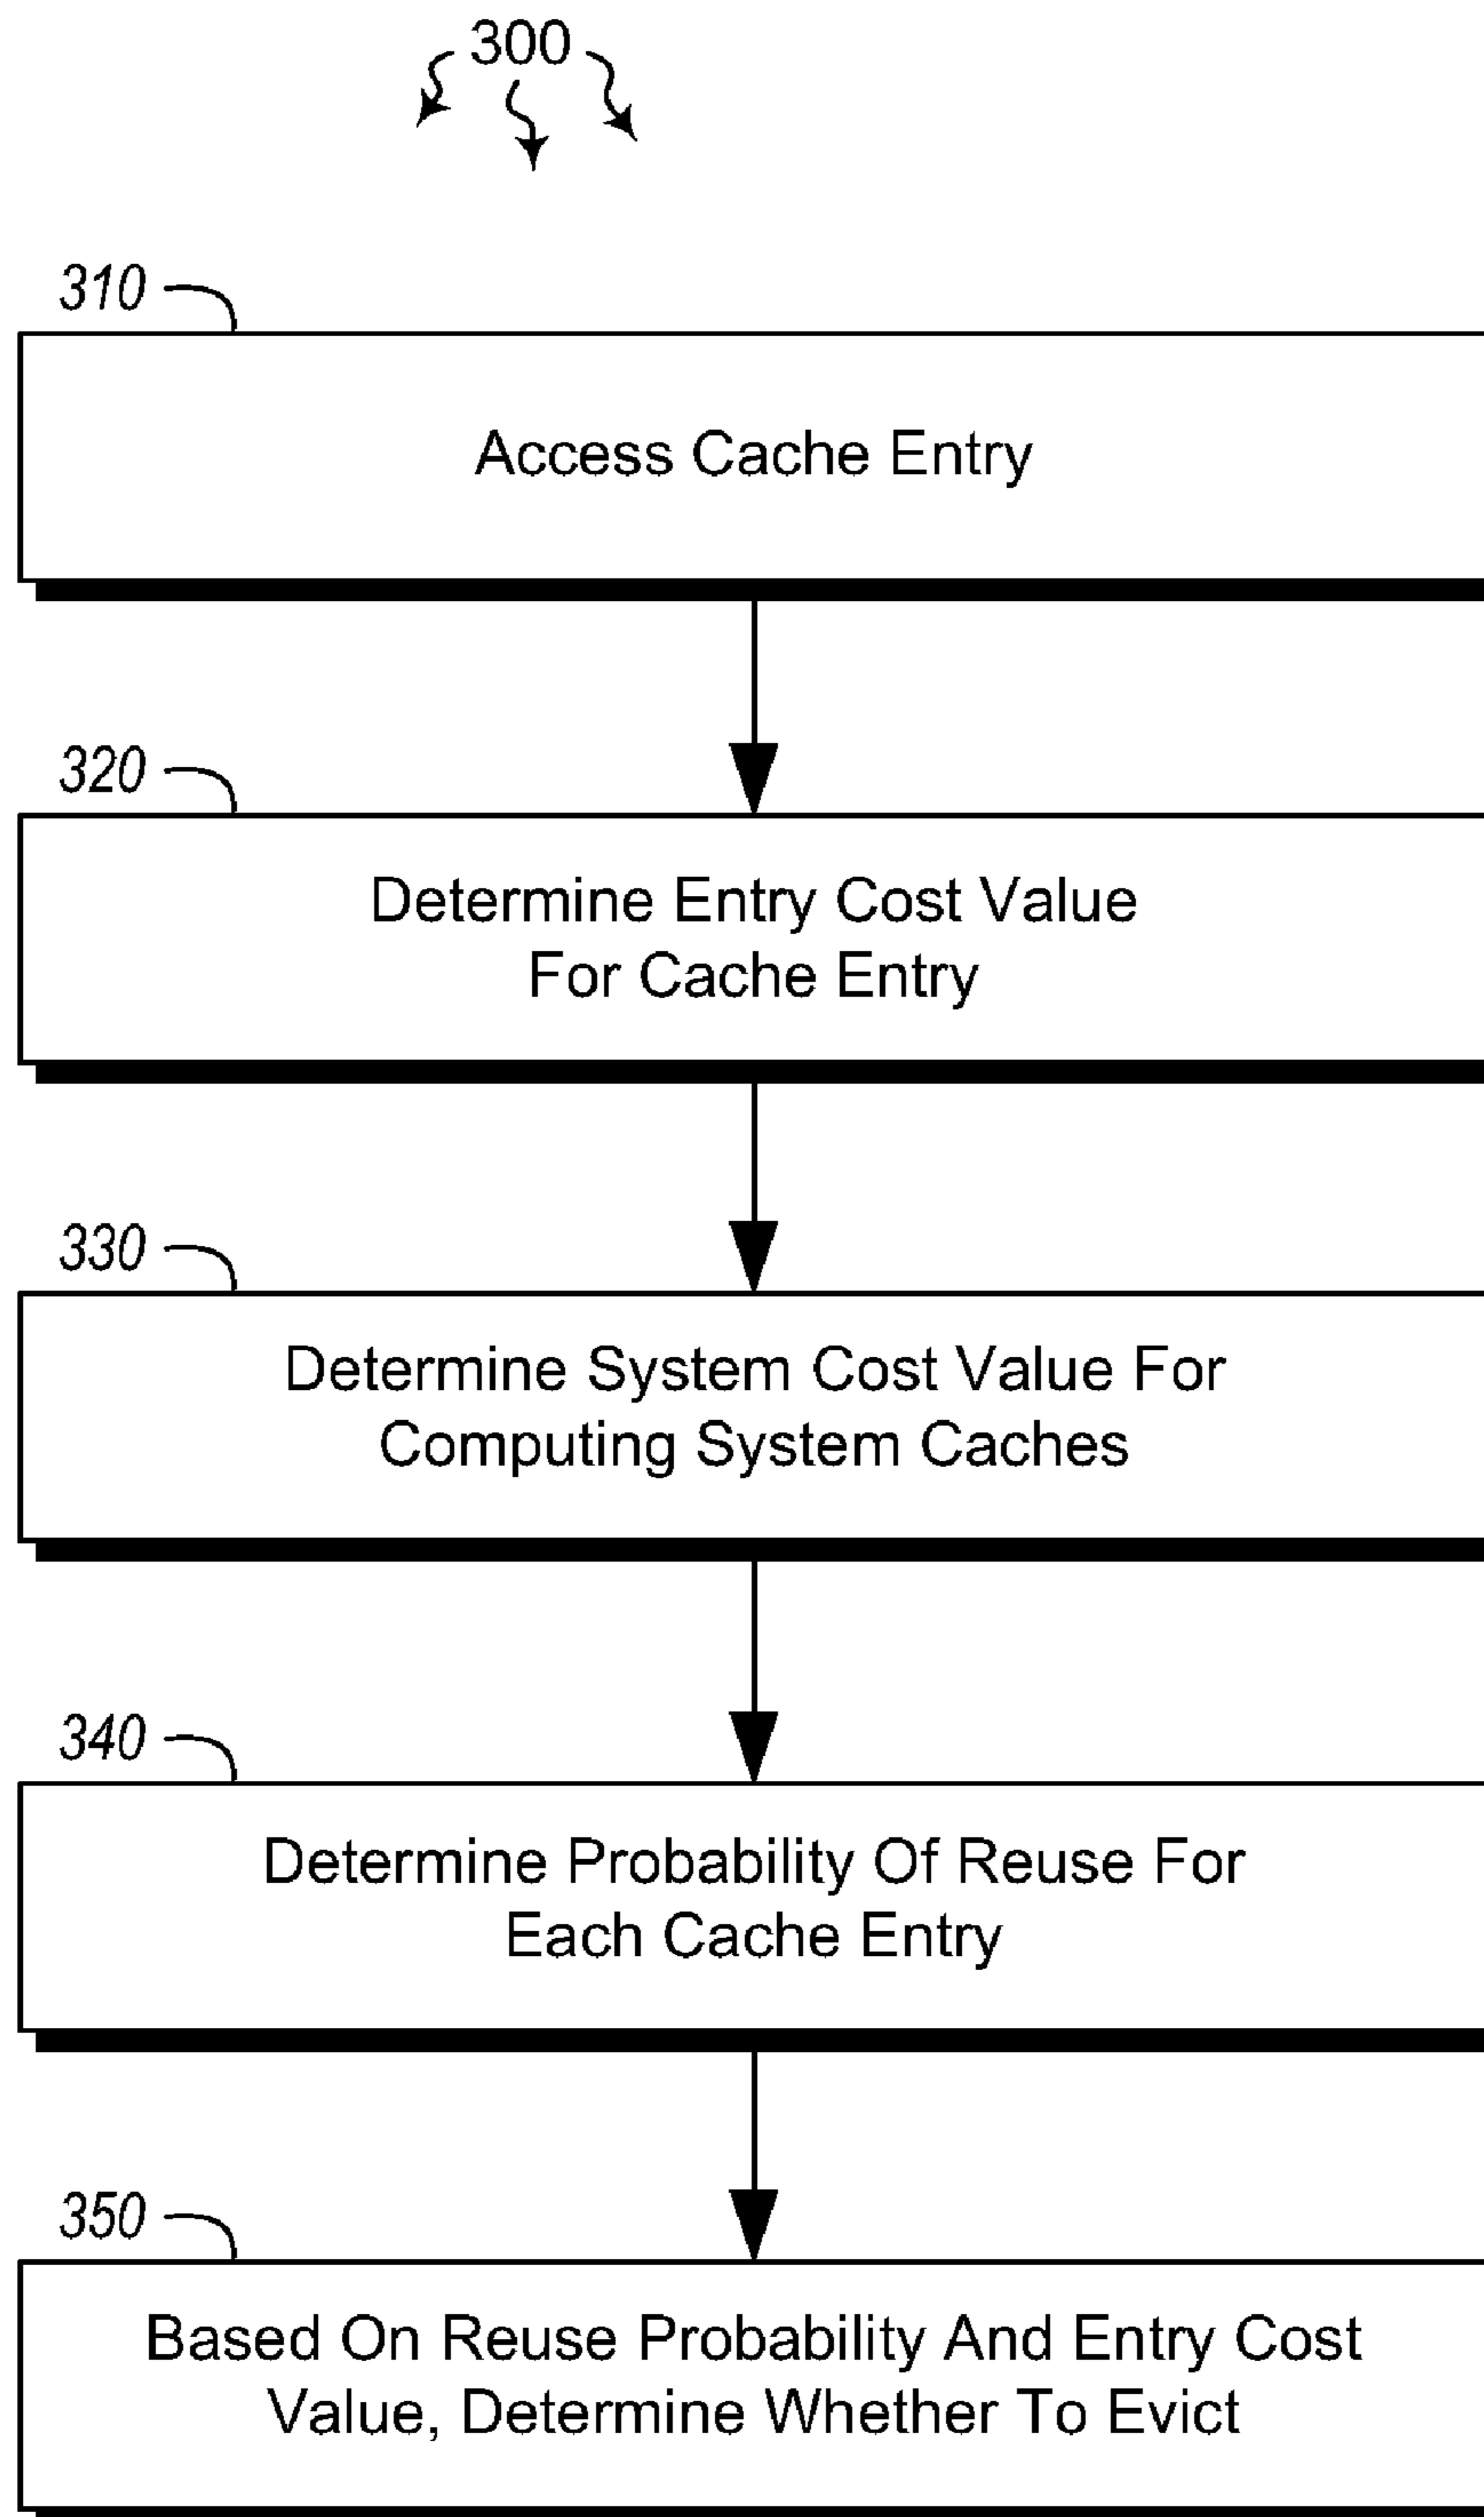 300
310
Access Cache Entry
320
Determine Entry Cost Value
For Cache Entry
330
Determine System Cost Value For
Computing System Caches
340
Determine Probability Of Reuse For
Each Cache Entry
350
Based On Reuse Probability And Entry Cost
Value, Determine Whether To Evict